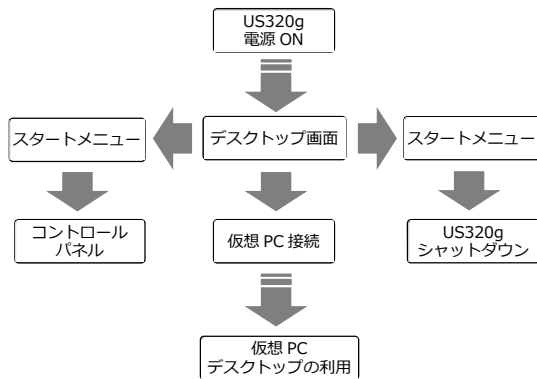 US320g
電源 ON
スタートメニュー
デスクトップ画面
スタートメニュー
コントロール
パネル
仮想 PC 接続
US320g
シャットダウン
仮想 PC
デスクトップの利用